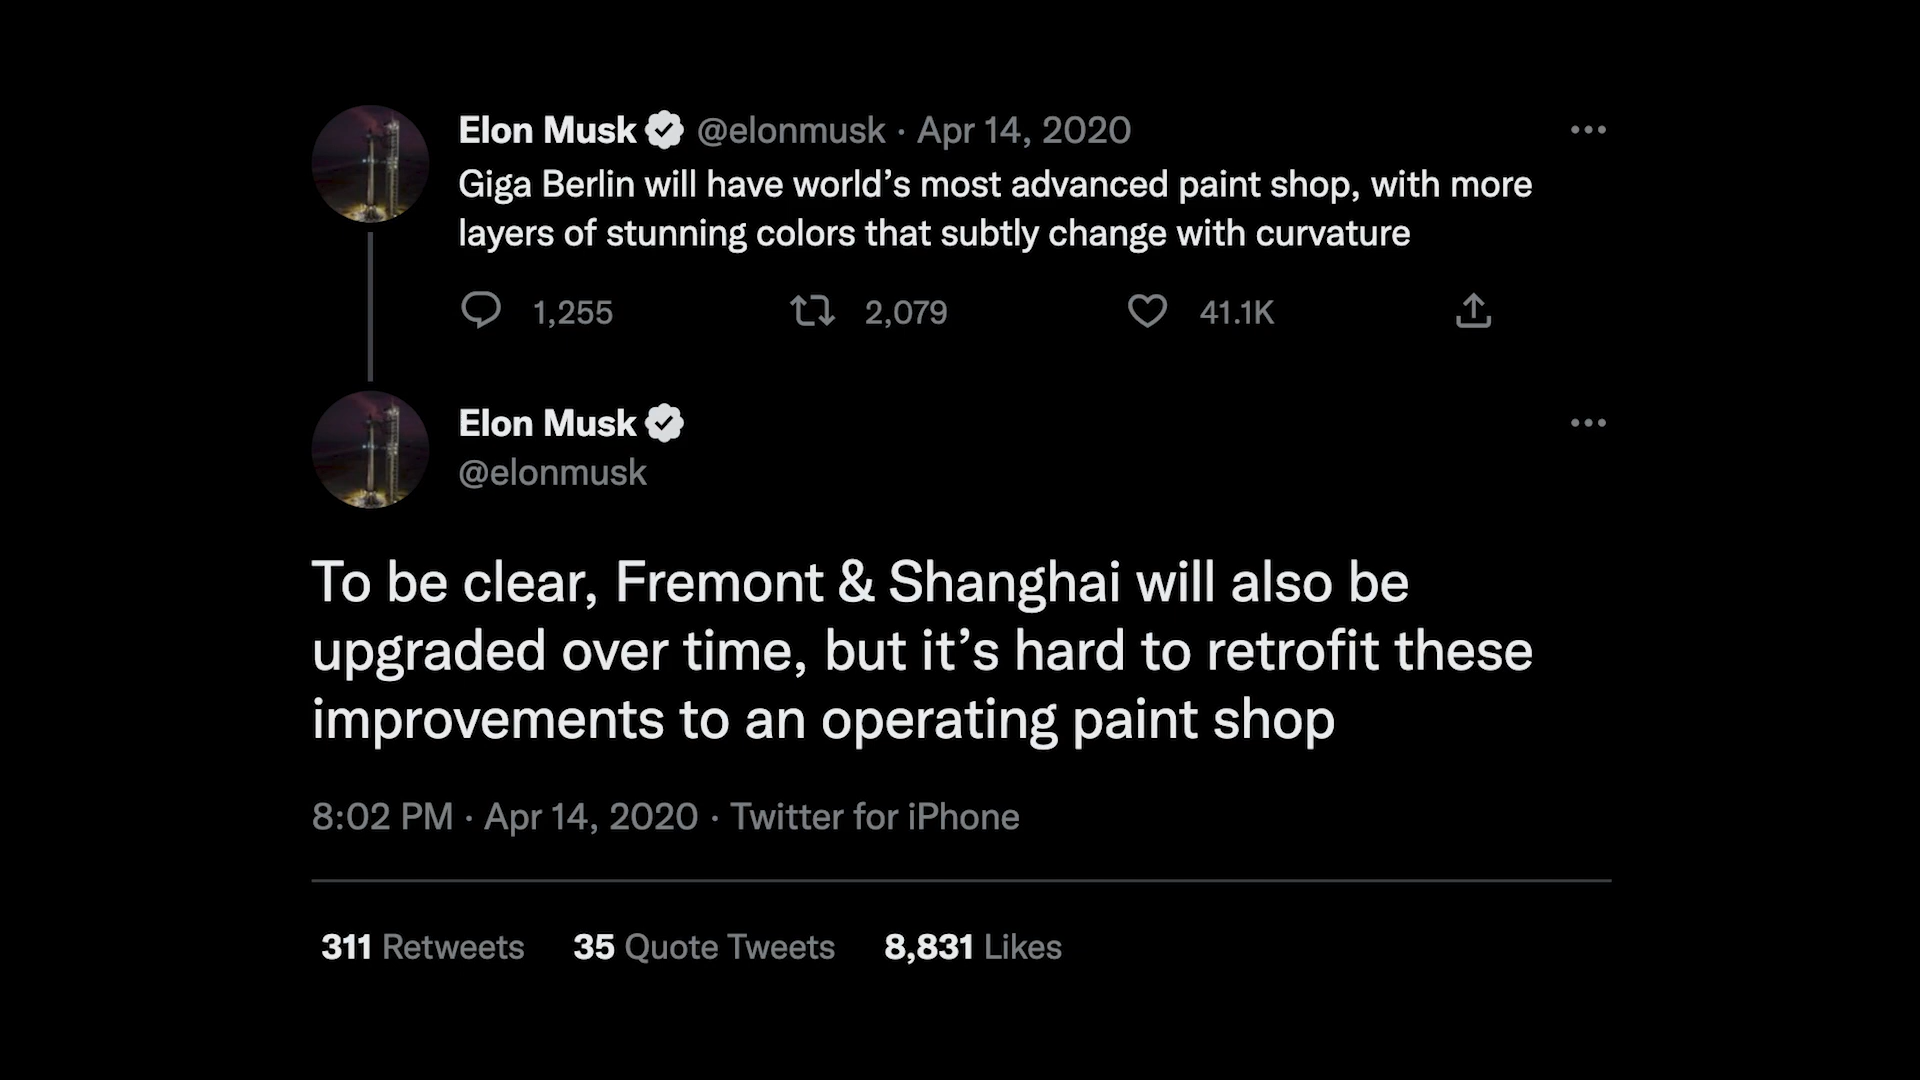 Elon Musk @elonmusk · Apr 14, 2020
Giga Berlin will have world’s most advanced paint shop, with more
layers of stunning colors that subtly change with curvature
1,255 2,079 41.1K
Elon Musk
@elonmusk
To be clear, Fremont & Shanghai will also be
upgraded over time, but it’s hard to retrofit these
improvements to an operating paint shop
8:02 PM · Apr 14, 2020 · Twitter for iPhone
311 Retweets 35 Quote Tweets 8,831 Likes